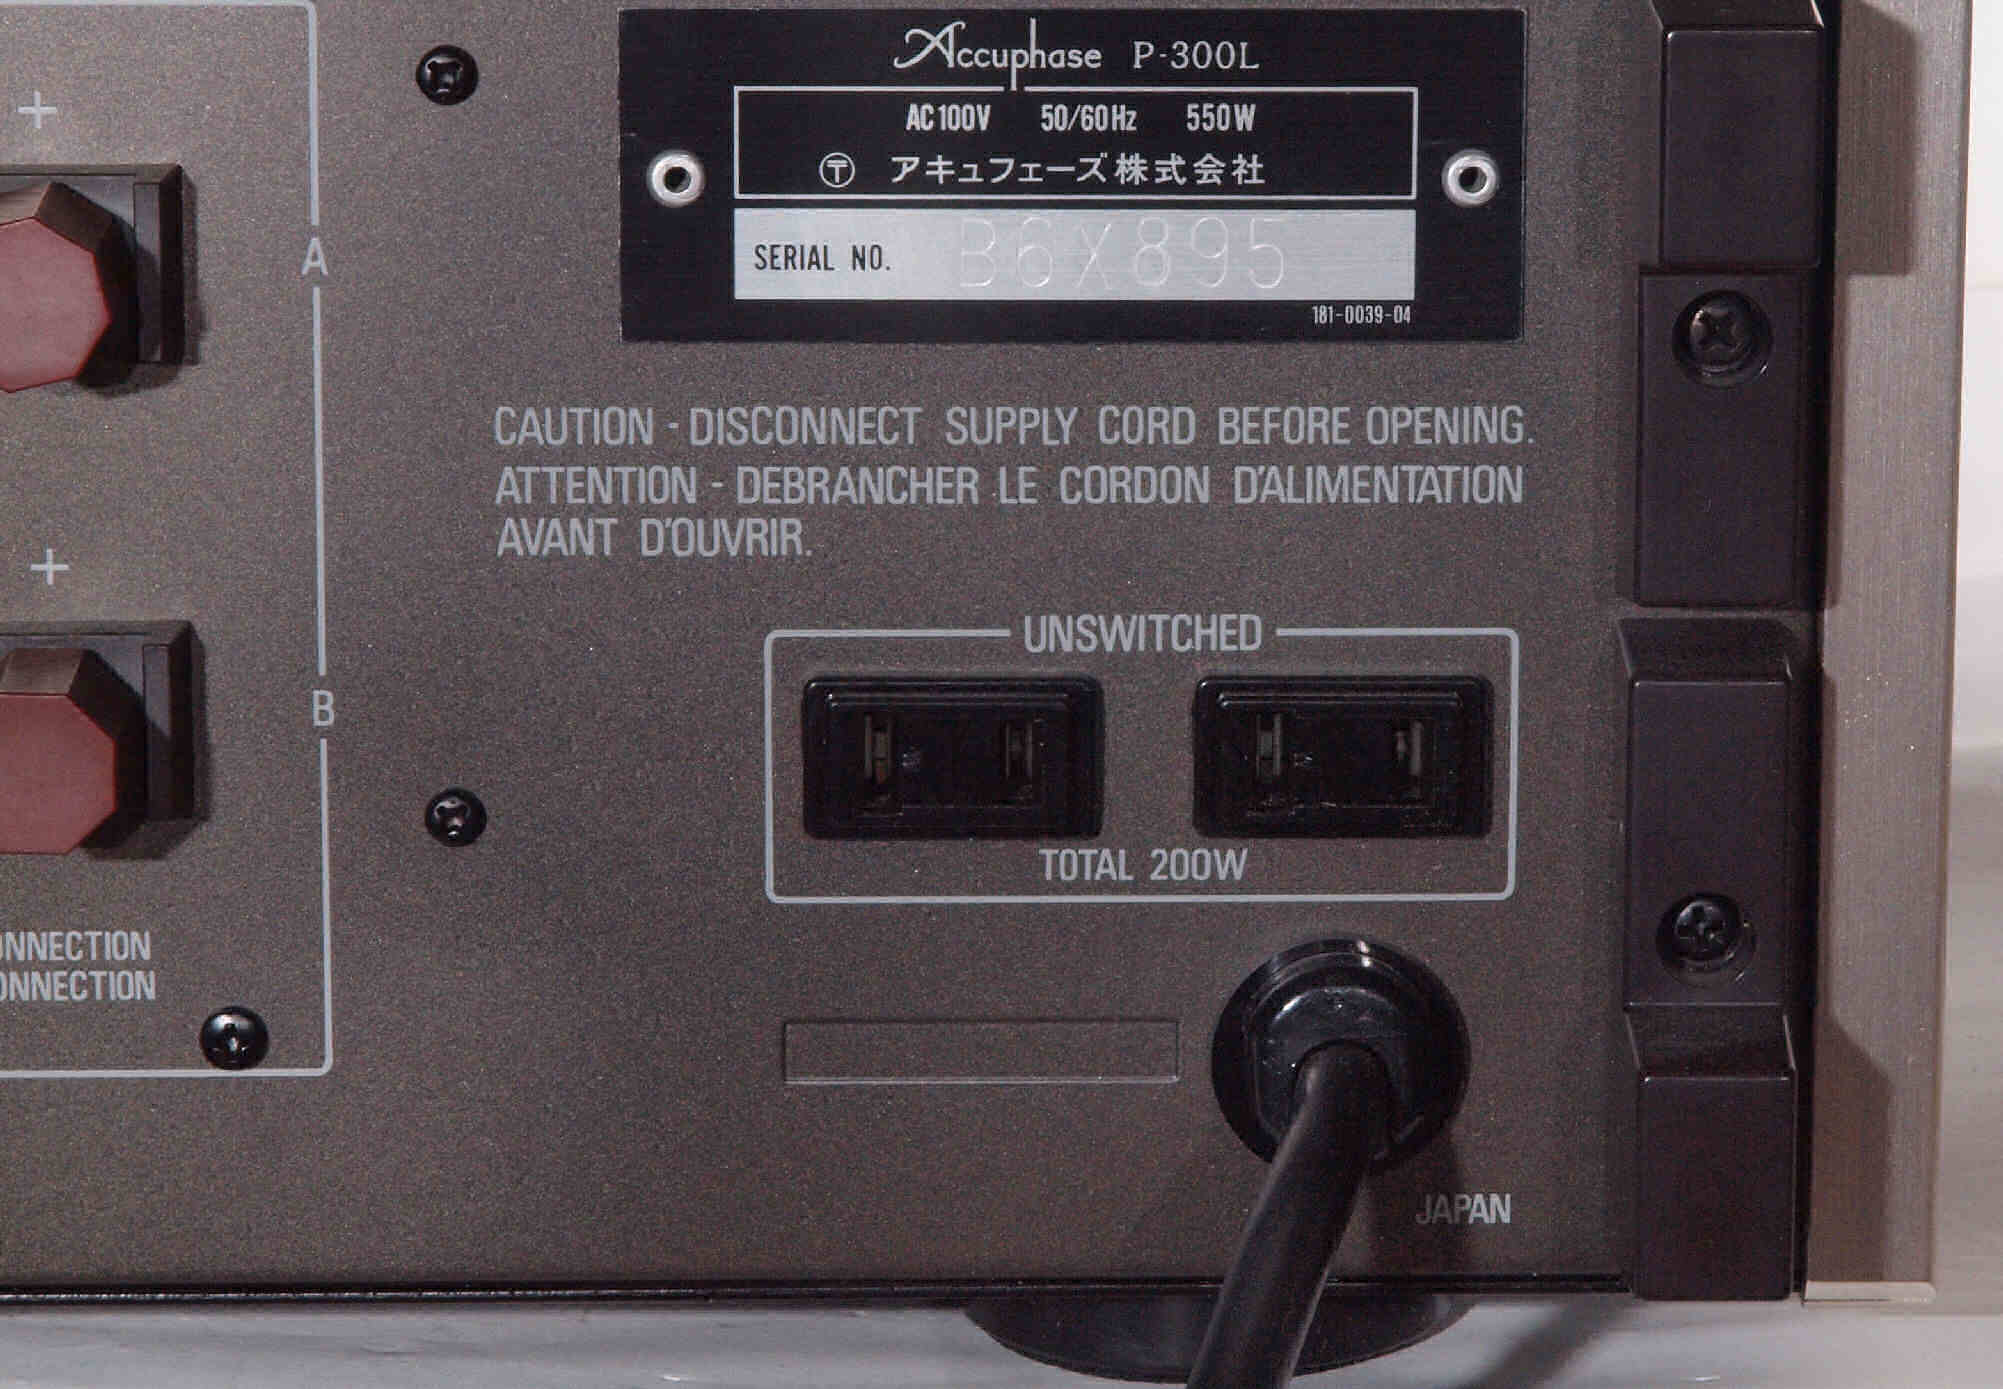 Accuphase P-300L
AC100V 50/60Hz 550W
〒 アキュフェーズ株式会社
SERIAL NO. B6X895
181-0039-04
+
A
CAUTION - DISCONNECT SUPPLY CORD BEFORE OPENING.
ATTENTION - DEBRANCHER LE CORDON D'ALIMENTATION
AVANT D'OUVRIR.
+
B
UNSWITCHED
TOTAL 200W
ONNECTION
ONNECTION
JAPAN